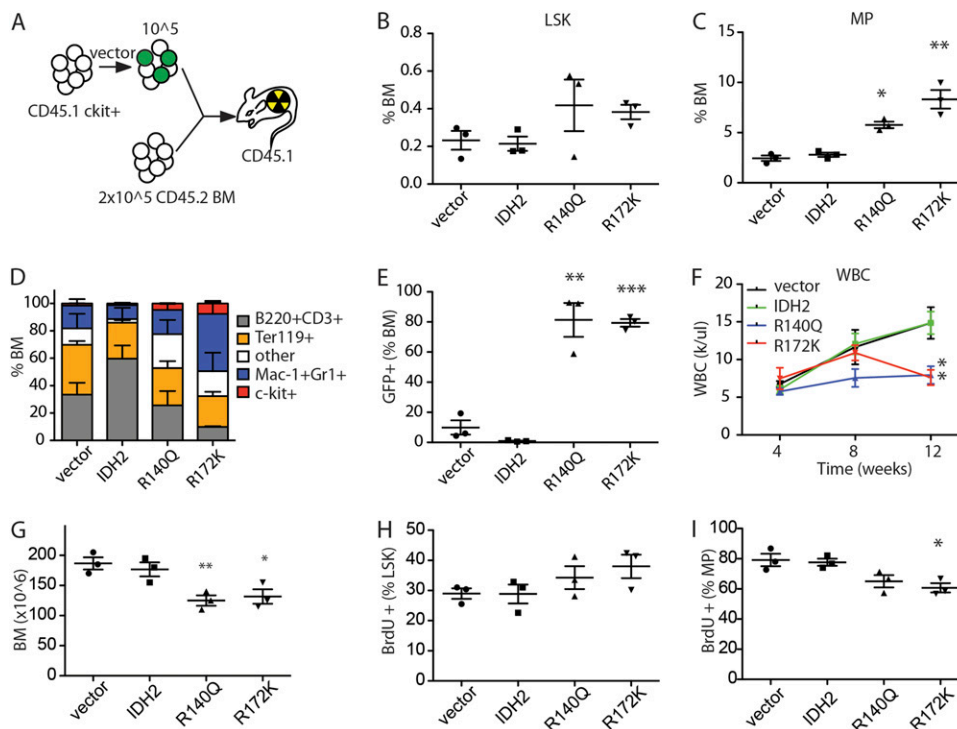 A
10^5
vector
CD45.1 ckit+
CD45.1
2x10^5 CD45.2 BM
B
LSK
% BM
0.8
0.6
0.4
0.2
0.0
vector
IDH2
R140Q
R172K
C
MP
% BM
15
10
5
0
*
**
vector
IDH2
R140Q
R172K
D
% BM
100
80
60
40
20
0
vector
IDH2
R140Q
R172K
B220+CD3+
Ter119+
other
Mac-1+Gr1+
c-kit+
E
GFP+ (% BM)
100
80
60
40
20
0
**
***
vector
IDH2
R140Q
R172K
F
WBC
WBC (k/ul)
20
15
10
5
0
vector
IDH2
R140Q
R172K
*
*
4
8
12
Time (weeks)
G
BM (x10^6)
200
150
100
50
0
**
*
vector
IDH2
R140Q
R172K
H
BrdU + (% LSK)
50
40
30
20
10
0
vector
IDH2
R140Q
R172K
I
BrdU + (% MP)
100
80
60
40
20
0
*
vector
IDH2
R140Q
R172K